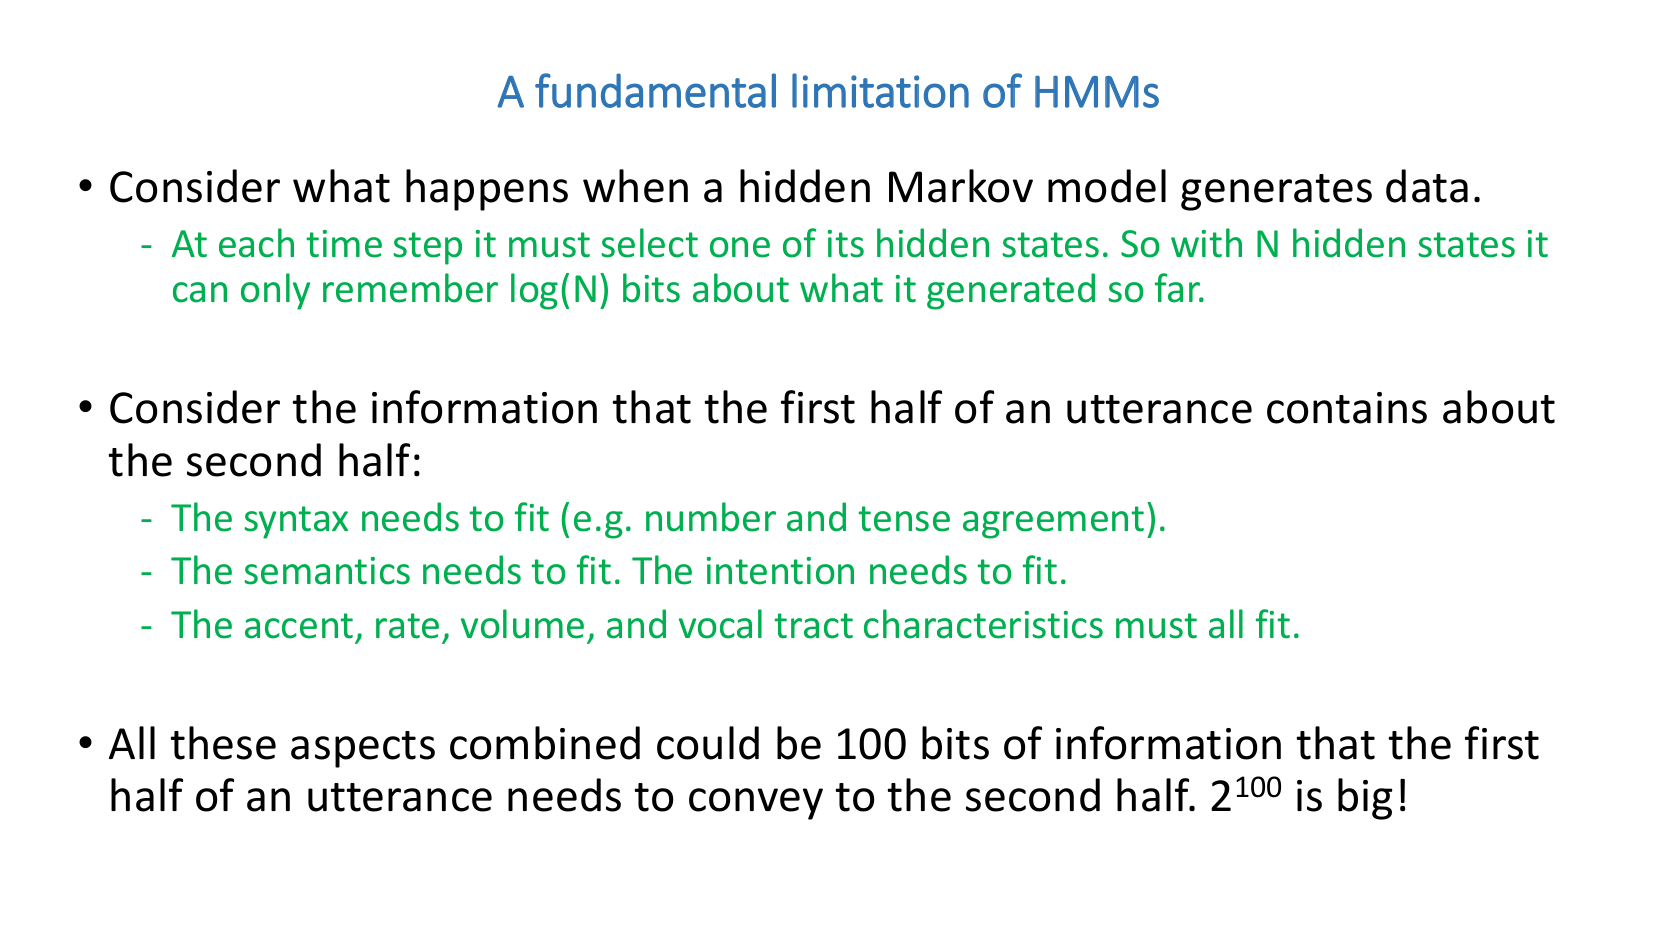 A fundamental limitation of HMMs
• Consider what happens when a hidden Markov model generates data.
- At each time step it must select one of its hidden states. So with N hidden states it
can only remember log(N) bits about what it generated so far.
• Consider the information that the first half of an utterance contains about
the second half:
- The syntax needs to fit (e.g. number and tense agreement).
- The semantics needs to fit. The intention needs to fit.
- The accent, rate, volume, and vocal tract characteristics must all fit.
• All these aspects combined could be 100 bits of information that the first
half of an utterance needs to convey to the second half. 2¹⁰⁰ is big!